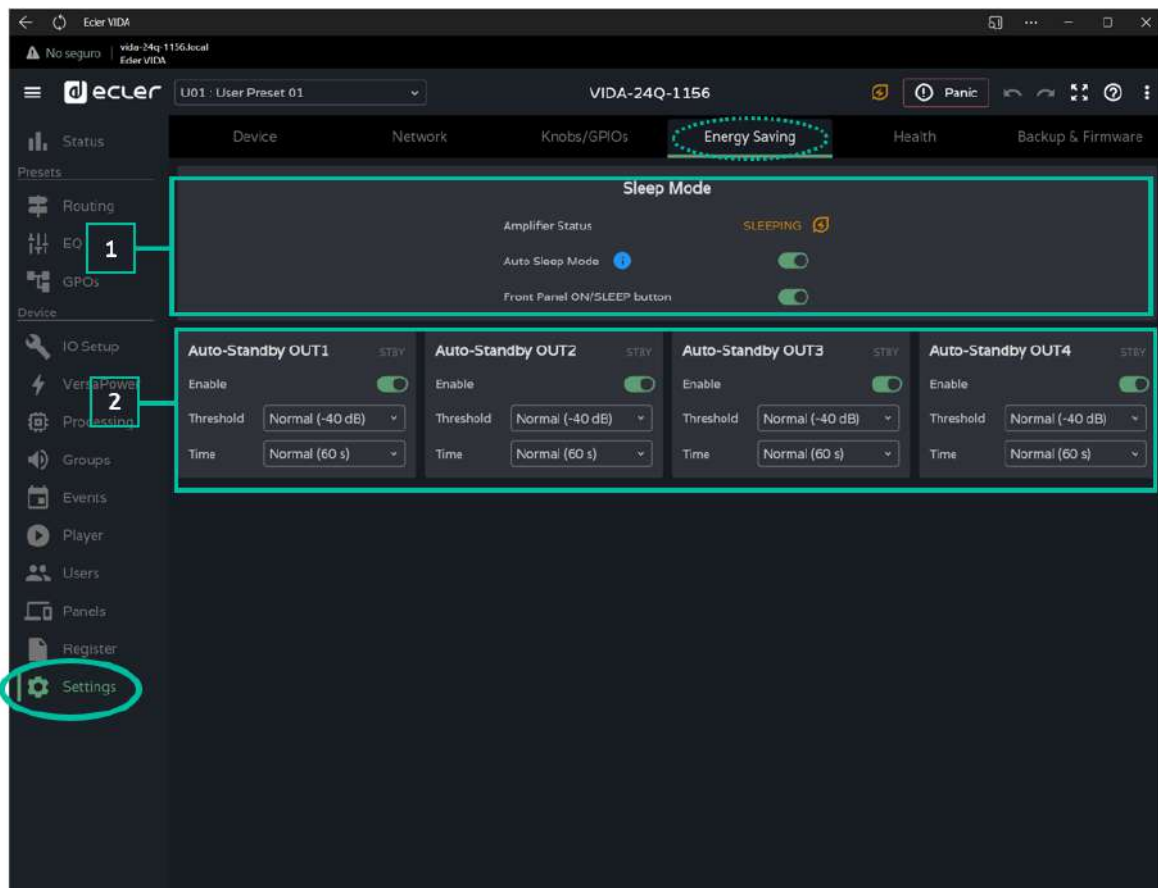 Ecler VIDA
No seguro
vida-24q-1156.local
Ecler VIDA
ecler
U01 : User Preset 01
VIDA-24Q-1156
Panic
Status
Device
Network
Knobs/GPIOs
Energy Saving
Health
Backup & Firmware
Presets
Routing
EQ
GPOs
Device
IO Setup
VersaPower
Processing
Groups
Events
Player
Users
Panels
Register
Settings
1
Sleep Mode
Amplifier Status SLEEPING
Auto Sleep Mode
Front Panel ON/SLEEP button
2
Auto-Standby OUT1 STBY
Enable
Threshold Normal (-40 dB)
Time Normal (60 s)
Auto-Standby OUT2 STBY
Enable
Threshold Normal (-40 dB)
Time Normal (60 s)
Auto-Standby OUT3 STBY
Enable
Threshold Normal (-40 dB)
Time Normal (60 s)
Auto-Standby OUT4 STBY
Enable
Threshold Normal (-40 dB)
Time Normal (60 s)